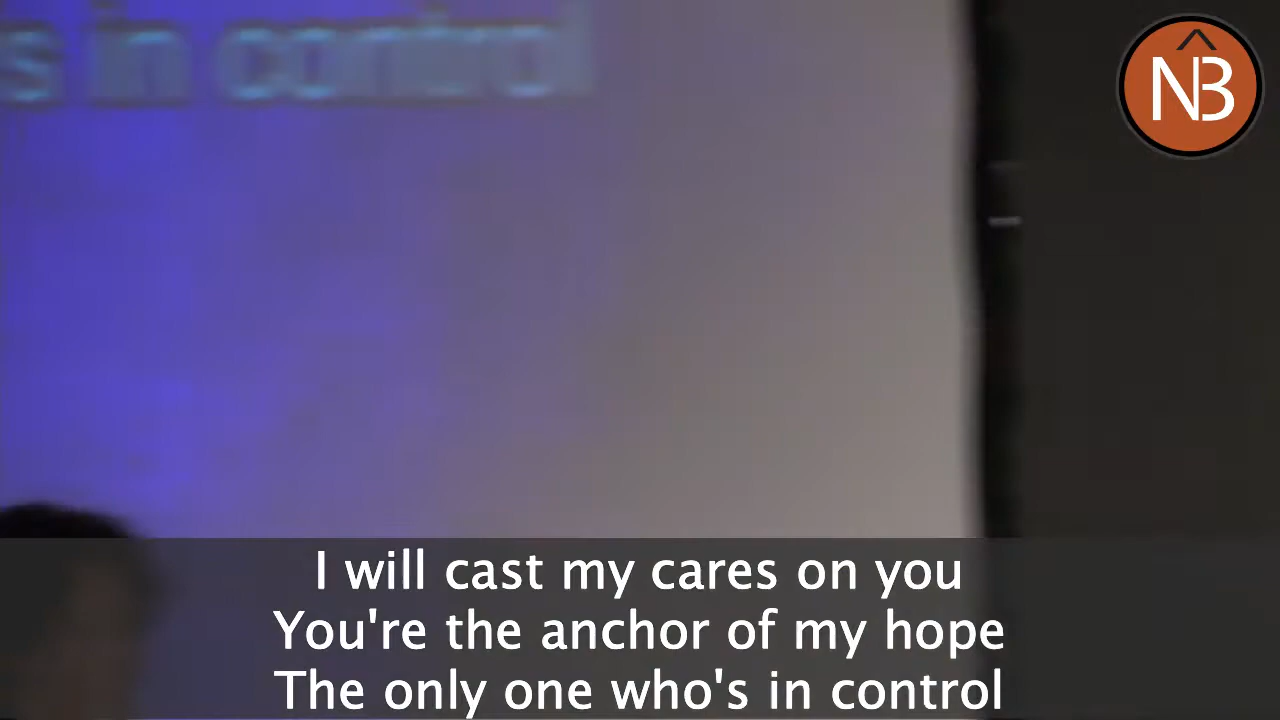 s in control
NB
I will cast my cares on you
You're the anchor of my hope
The only one who's in control